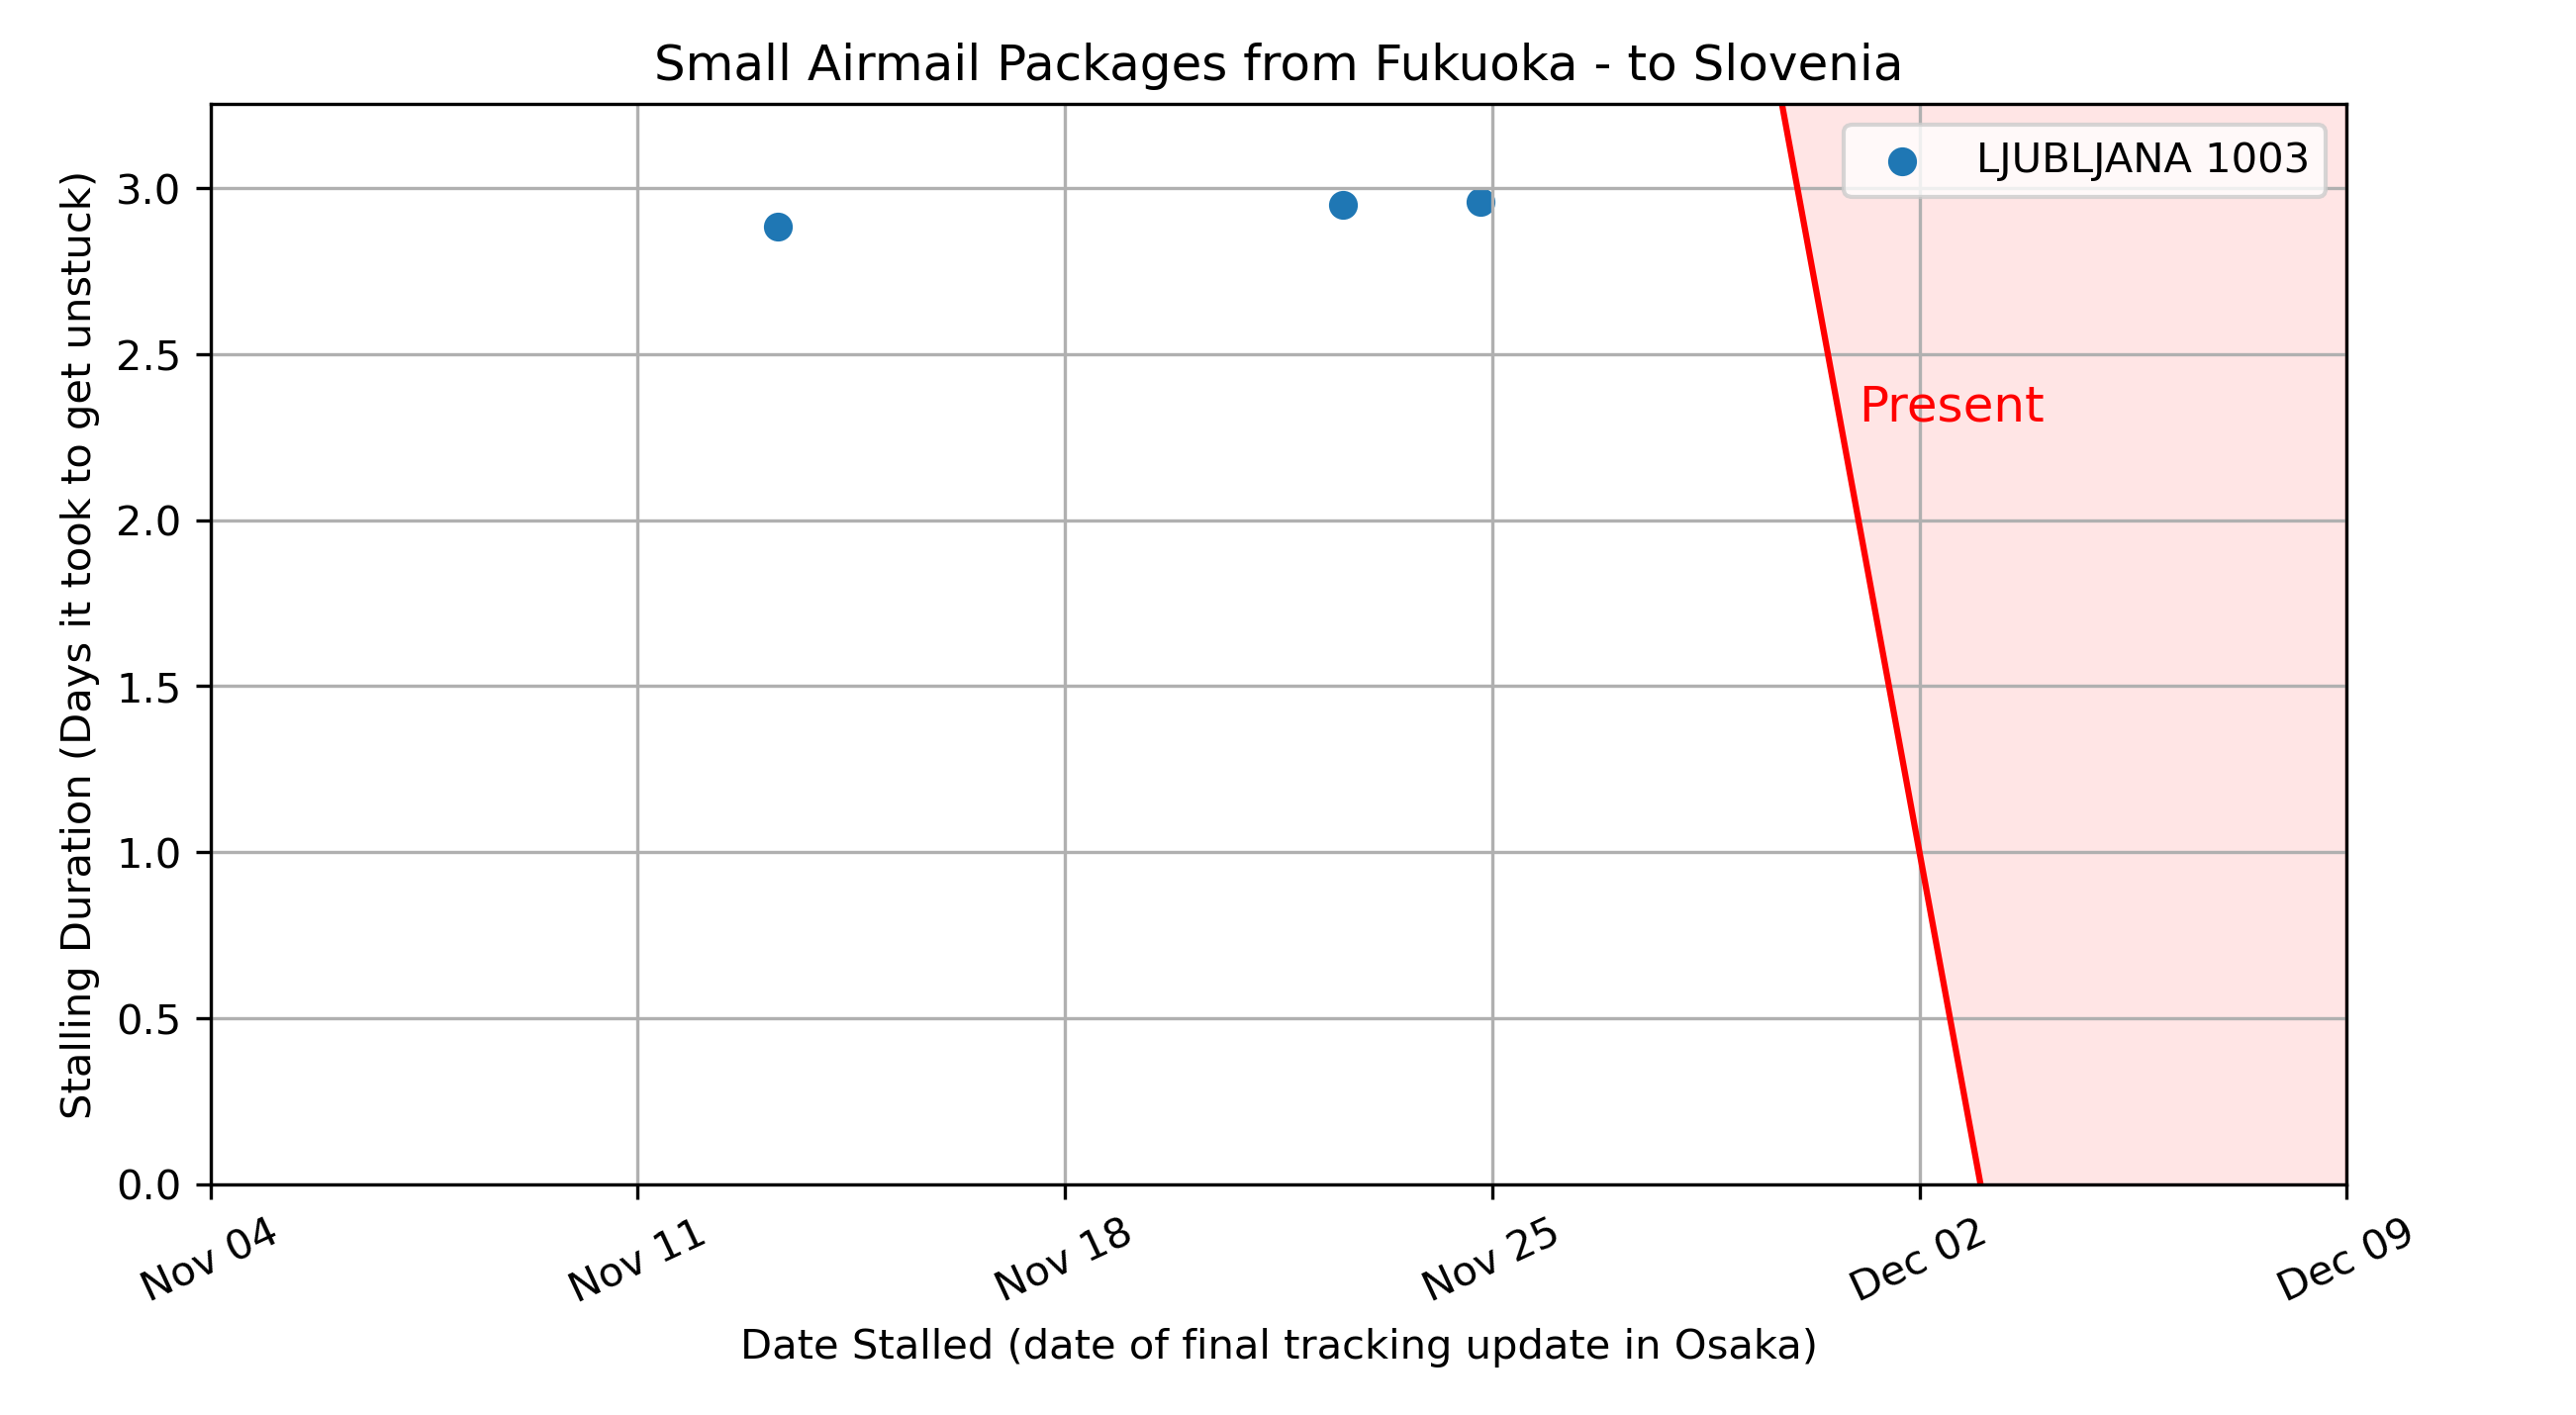 Small Airmail Packages from Fukuoka - to Slovenia
LJUBLJANA 1003
Present
Stalling Duration (Days it took to get unstuck)
3.0
2.5
2.0
1.5
1.0
0.5
0.0
Nov 04
Nov 11
Nov 18
Nov 25
Dec 02
Dec 09
Date Stalled (date of final tracking update in Osaka)